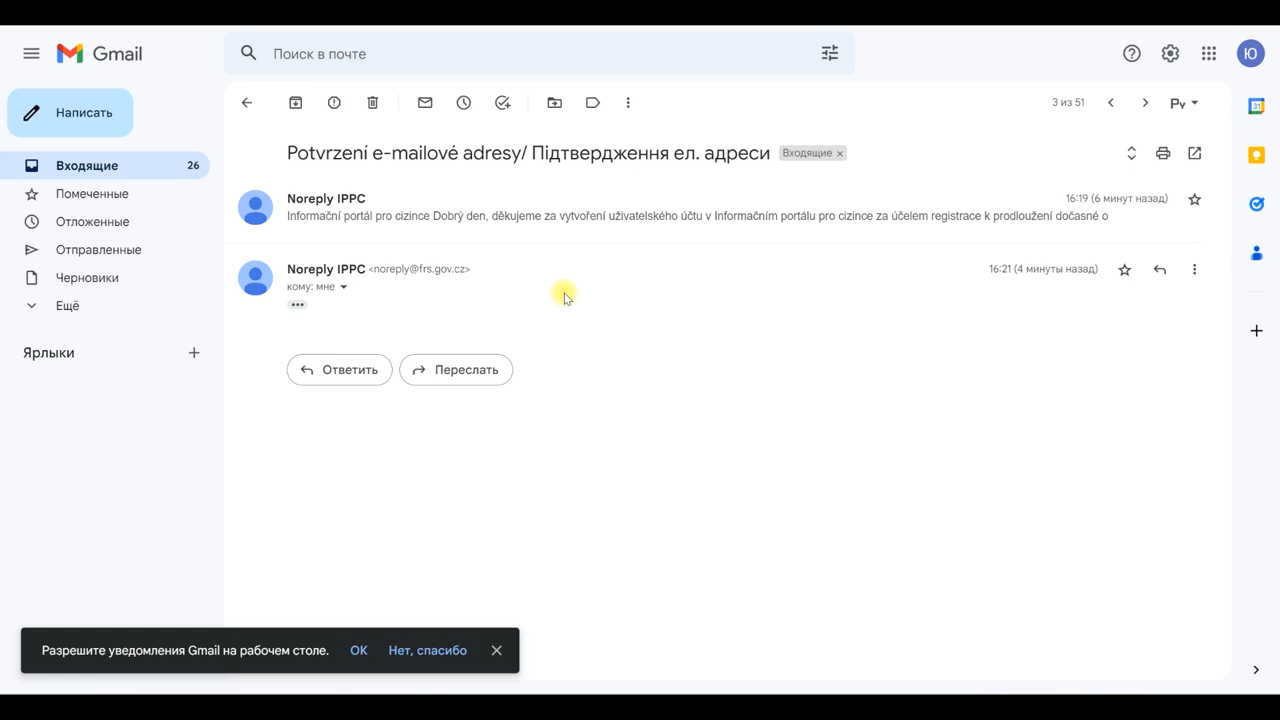 Gmail
Поиск в почте
Ю
Написать
3 из 51
Ру
Входящие 26
Помеченные
Отложенные
Отправленные
Черновики
Ещё
Ярлыки
Potvrzení e-mailové adresy/ Підтвердження ел. адреси Входящие ×
Noreply IPPC 16:19 (6 минут назад)
Informační portál pro cizince Dobrý den, děkujeme za vytvoření uživatelského účtu v Informačním portálu pro cizince za účelem registrace k prodloužení dočasné o
Noreply IPPC <noreply@frs.gov.cz> 16:21 (4 минуты назад)
кому: мне
Ответить
Переслать
31
Разрешите уведомления Gmail на рабочем столе. ОК Нет, спасибо